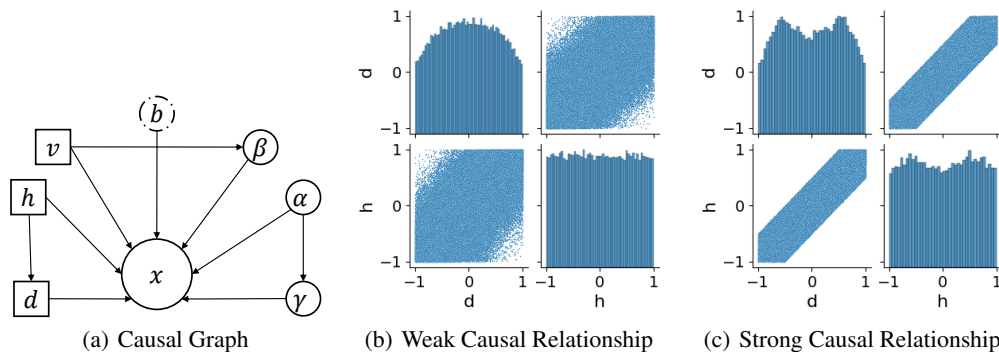 b
v
β
h
α
x
d
γ
(a) Causal Graph
1
0
−1
d
1
0
−1
h
−1 0 1
d
−1 0 1
h
(b) Weak Causal Relationship
1
0
−1
d
1
0
−1
h
−1 0 1
d
−1 0 1
h
(c) Strong Causal Relationship